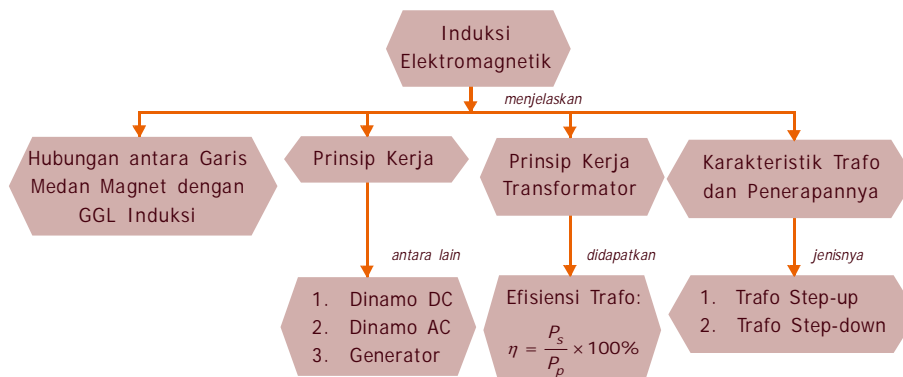 Induksi
Elektromagnetik
menjelaskan
Hubungan antara Garis
Medan Magnet dengan
GGL Induksi
Prinsip Kerja
Prinsip Kerja
Transformator
Karakteristik Trafo
dan Penerapannya
antara lain
didapatkan
jenisnya
1. Dinamo DC
2. Dinamo AC
3. Generator
Efisiensi Trafo:
η = P_s / P_p × 100%
1. Trafo Step-up
2. Trafo Step-down